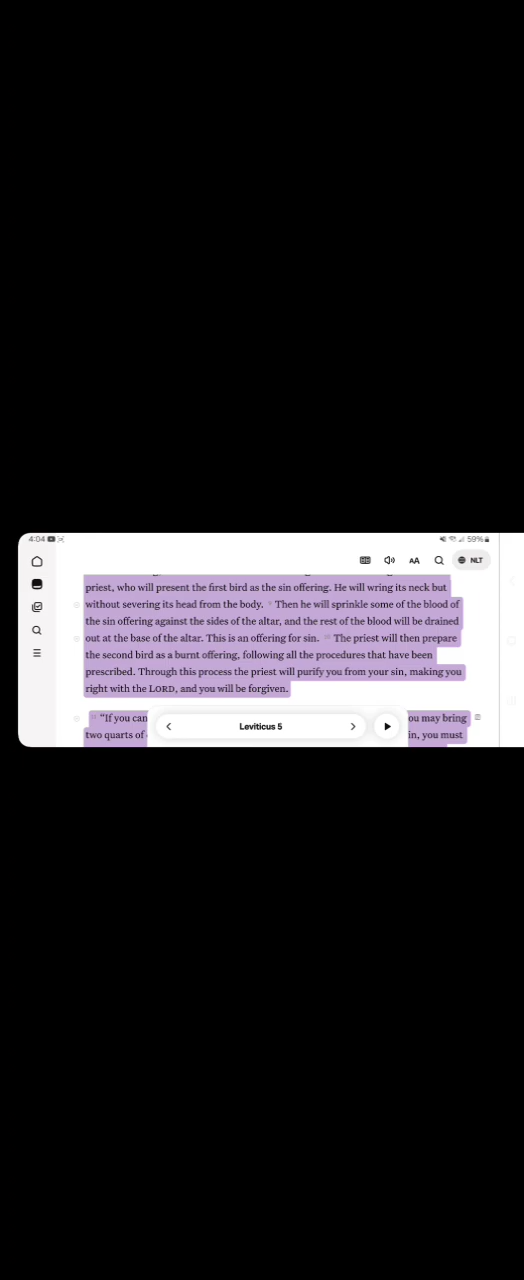 4:04
59%
AA
NLT
priest, who will present the first bird as the sin offering. He will wring its neck but
without severing its head from the body. Then he will sprinkle some of the blood of
the sin offering against the sides of the altar, and the rest of the blood will be drained
out at the base of the altar. This is an offering for sin. The priest will then prepare
the second bird as a burnt offering, following all the procedures that have been
prescribed. Through this process the priest will purify you from your sin, making you
right with the LORD, and you will be forgiven.
“If you can
ou may bring
two quarts of
in, you must
Leviticus 5